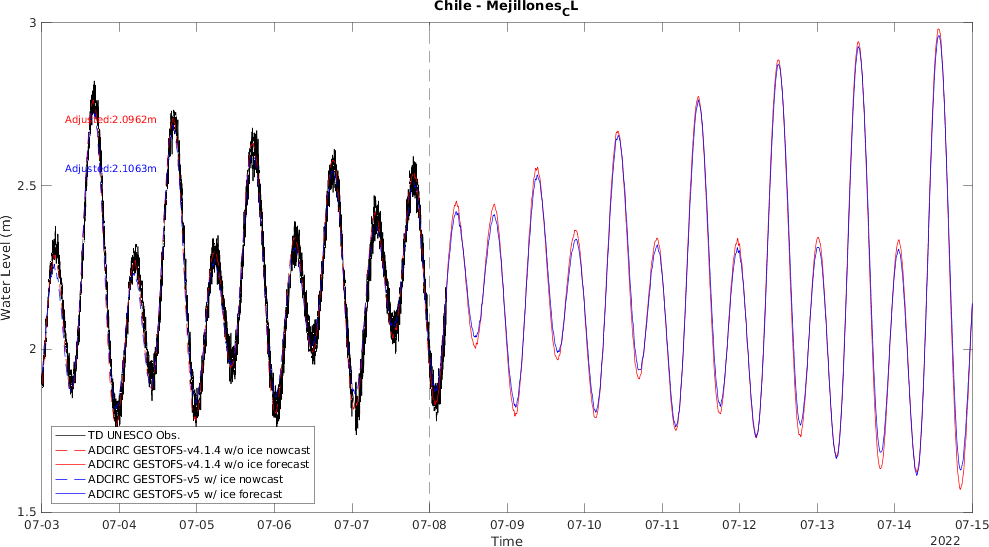 Chile - Mejillones_CL
3
2.5
2
1.5
Water Level (m)
Adjusted:2.0962m
Adjusted:2.1063m
TD UNESCO Obs.
ADCIRC GESTOFS-v4.1.4 w/o ice nowcast
ADCIRC GESTOFS-v4.1.4 w/o ice forecast
ADCIRC GESTOFS-v5 w/ ice nowcast
ADCIRC GESTOFS-v5 w/ ice forecast
07-03 07-04 07-05 07-06 07-07 07-08 07-09 07-10 07-11 07-12 07-13 07-14 07-15
Time
2022